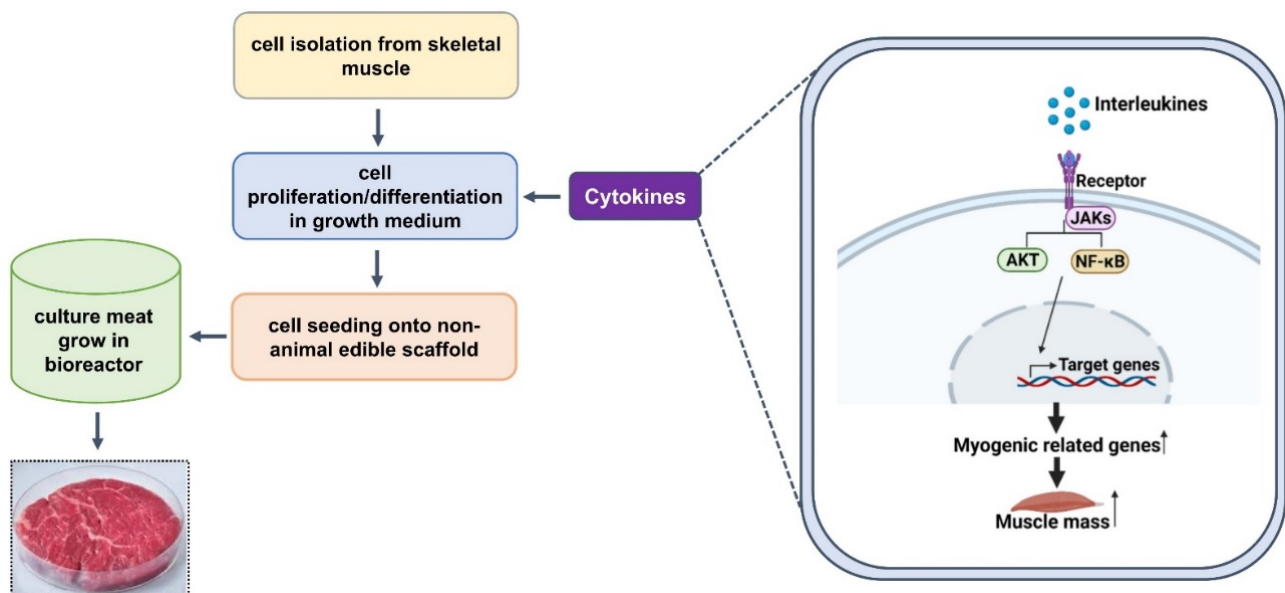 cell isolation from skeletal
muscle
cell
proliferation/differentiation
in growth medium
Cytokines
cell seeding onto non-
animal edible scaffold
culture meat
grow in
bioreactor
Interleukines
Receptor
JAKs
AKT
NF-κB
Target genes
Myogenic related genes
Muscle mass